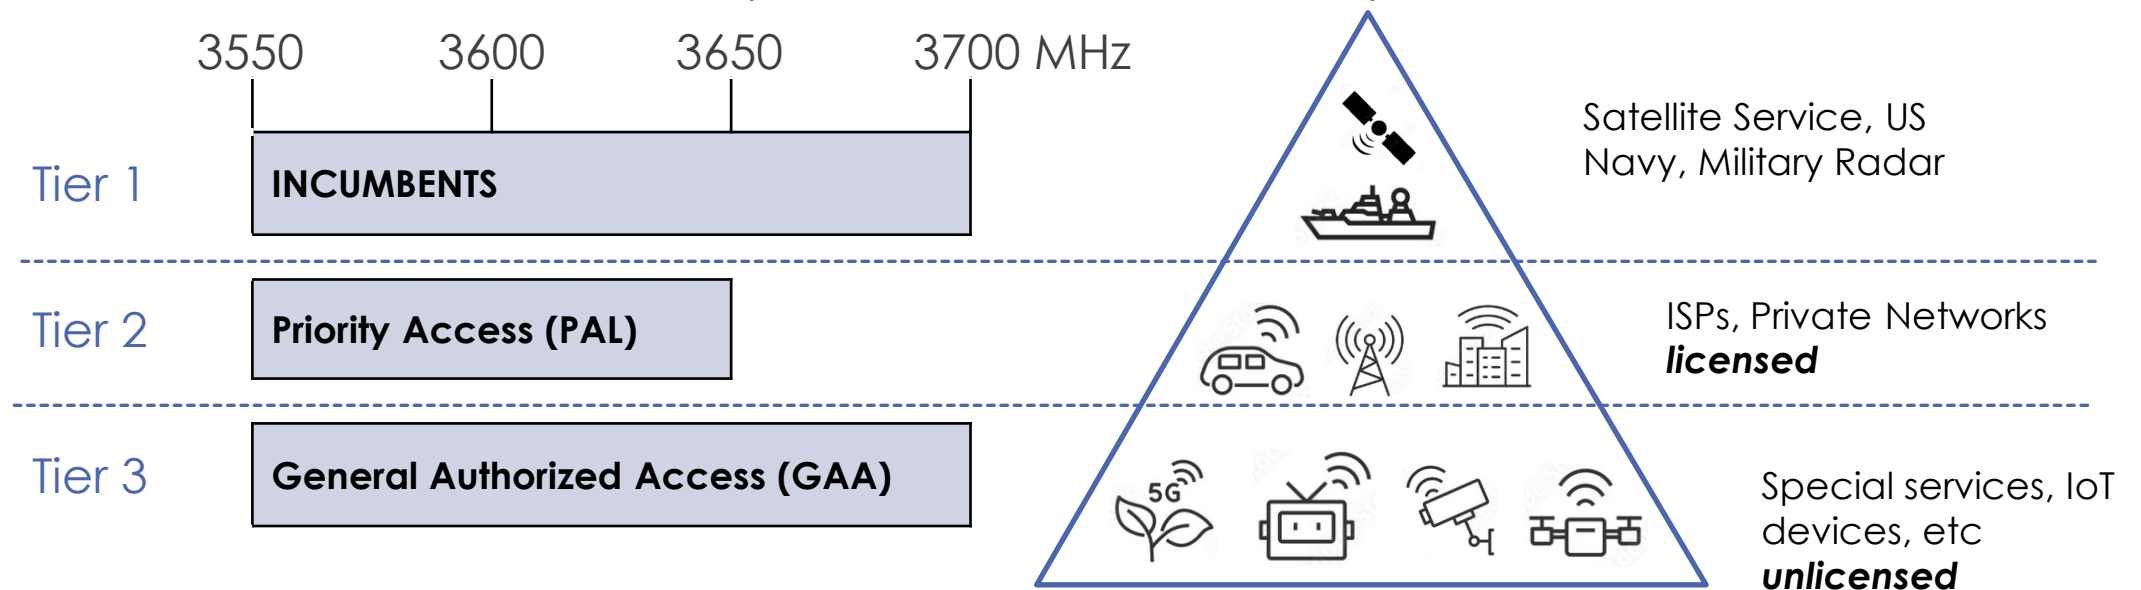 3550 3600 3650 3700 MHz
Tier 1
INCUMBENTS
Satellite Service, US
Navy, Military Radar
Tier 2
Priority Access (PAL)
ISPs, Private Networks
licensed
Tier 3
General Authorized Access (GAA)
5G
Special services, IoT
devices, etc
unlicensed